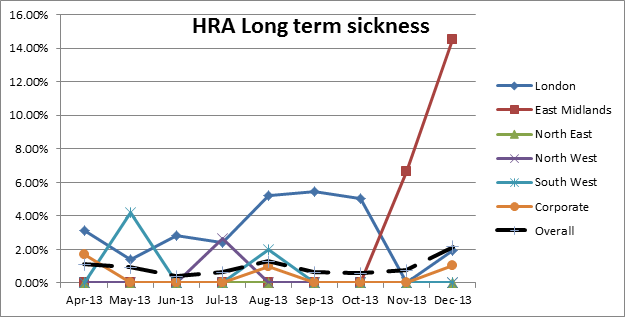 HRA Long term sickness
16.00%
14.00%
12.00%
10.00%
8.00%
6.00%
4.00%
2.00%
0.00%
Apr-13 May-13 Jun-13 Jul-13 Aug-13 Sep-13 Oct-13 Nov-13 Dec-13
London
East Midlands
North East
North West
South West
Corporate
Overall